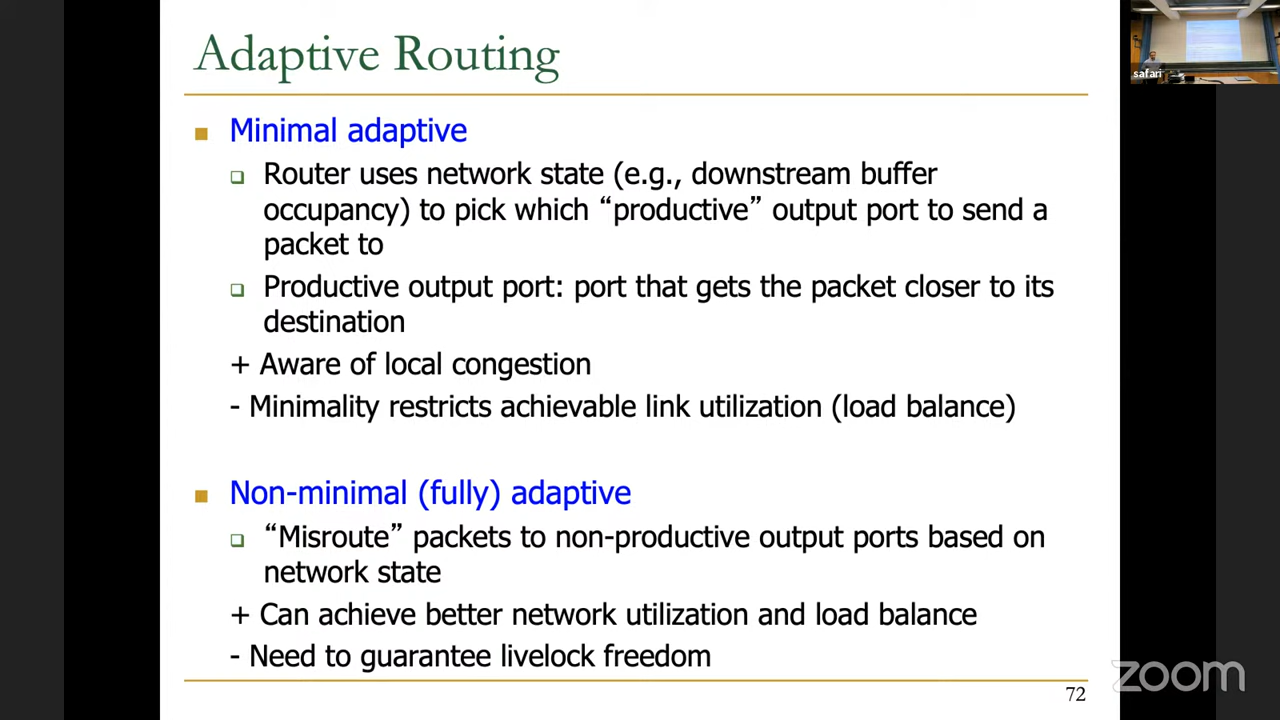 Adaptive Routing
Minimal adaptive
Router uses network state (e.g., downstream buffer
occupancy) to pick which “productive” output port to send a
packet to
Productive output port: port that gets the packet closer to its
destination
+ Aware of local congestion
- Minimality restricts achievable link utilization (load balance)
Non-minimal (fully) adaptive
“Misroute” packets to non-productive output ports based on
network state
+ Can achieve better network utilization and load balance
- Need to guarantee livelock freedom
72
safari
zoom